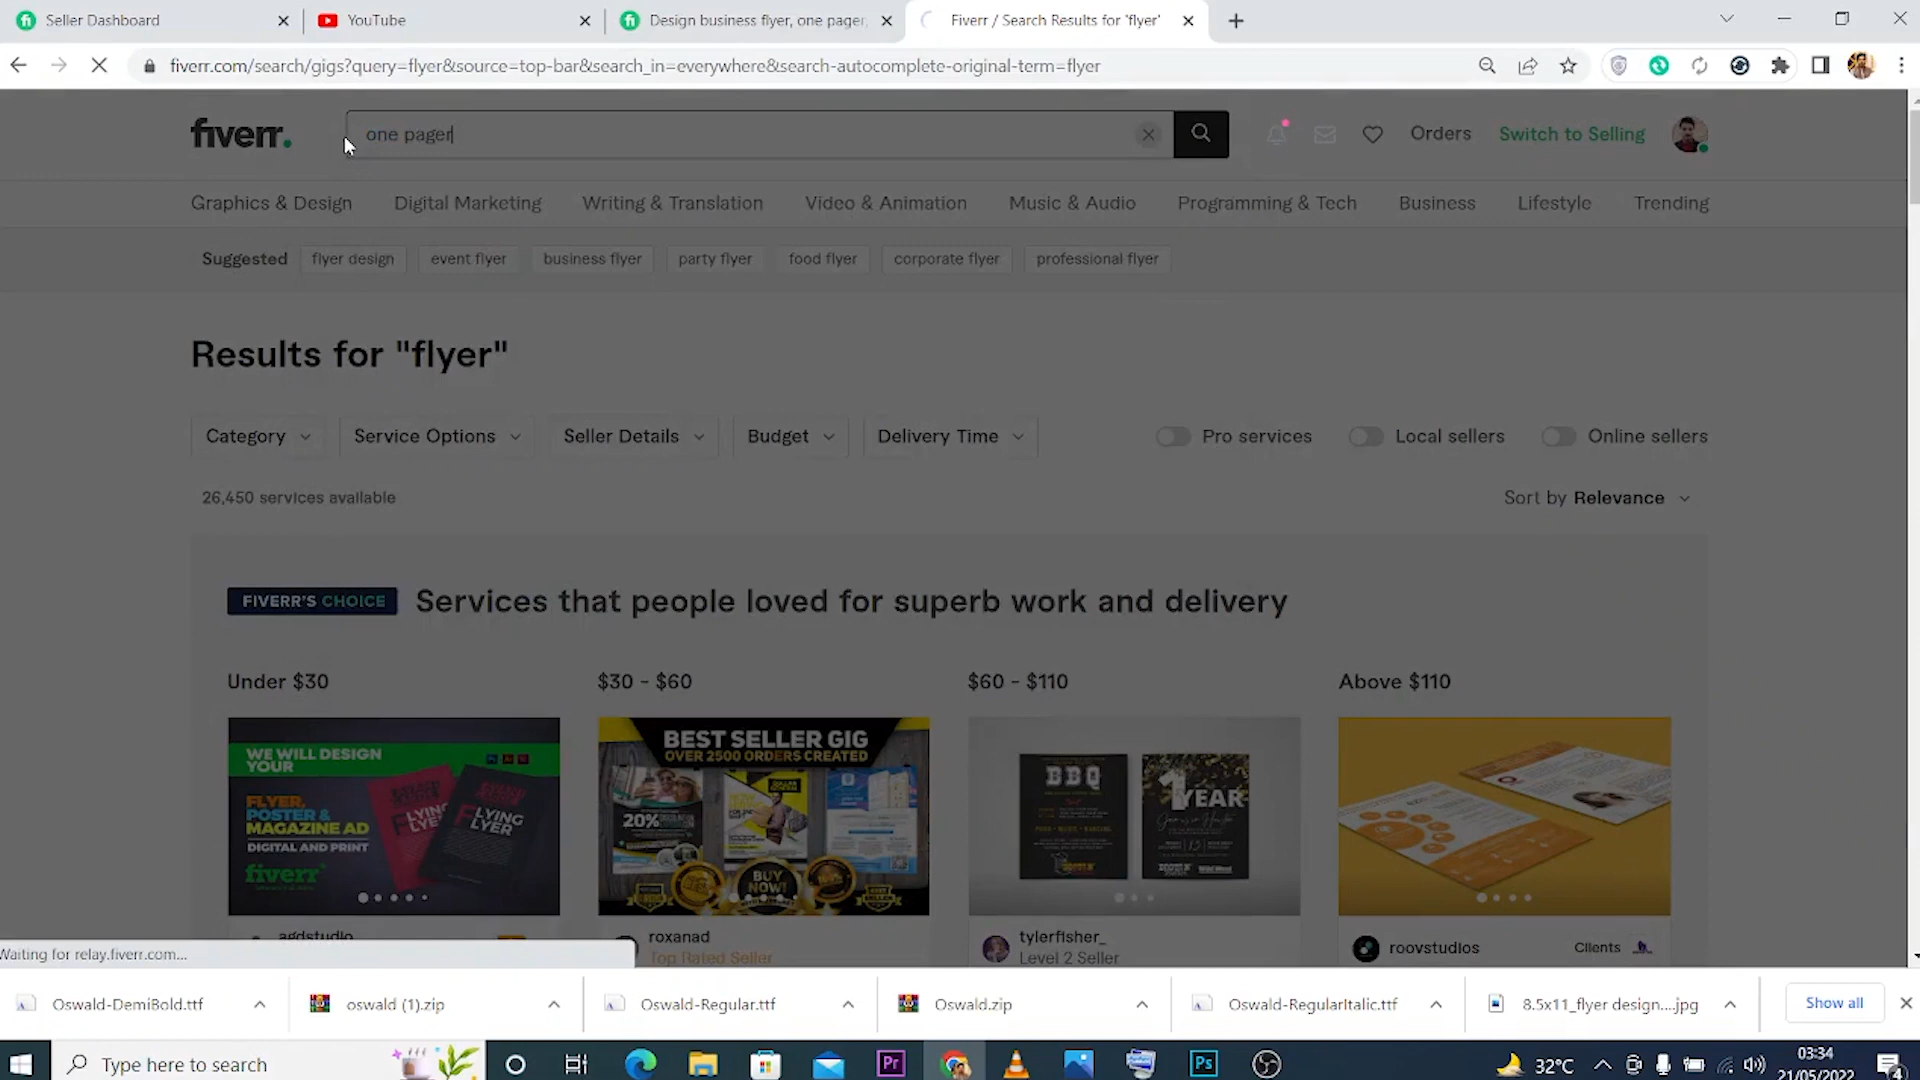 Seller Dashboard
YouTube
Design business flyer, one pager,
Fiverr / Search Results for 'flyer'
fiverr.com/search/gigs?query=flyer&source=top-bar&search_in=everywhere&search-autocomplete-original-term=flyer
fiverr.
one pager
Orders
Switch to Selling
Graphics & Design
Digital Marketing
Writing & Translation
Video & Animation
Music & Audio
Programming & Tech
Business
Lifestyle
Trending
Suggested
flyer design
event flyer
business flyer
party flyer
food flyer
corporate flyer
professional flyer
Results for "flyer"
Category
Service Options
Seller Details
Budget
Delivery Time
Pro services
Local sellers
Online sellers
26,450 services available
Sort by Relevance
FIVERR'S CHOICE
Services that people loved for superb work and delivery
Under $30
$30 - $60
$60 - $110
Above $110
WE WILL DESIGN
YOUR
FLYER,
POSTER &
MAGAZINE AD
DIGITAL AND PRINT
fiverr
BEST SELLER GIG
OVER 2500 ORDERS CREATED
20%
BUY
NOW!
BBQ
1
YEAR
agdstudio
roxanad
Top Rated Seller
tylerfisher_
Level 2 Seller
roovstudios
Clients
Waiting for relay.fiverr.com...
Oswald-DemiBold.ttf
oswald (1).zip
Oswald-Regular.ttf
Oswald.zip
Oswald-RegularItalic.ttf
8.5x11_flyer design....jpg
Show all
Type here to search
Pr
Ps
32°C
03:34
21/05/2022
4